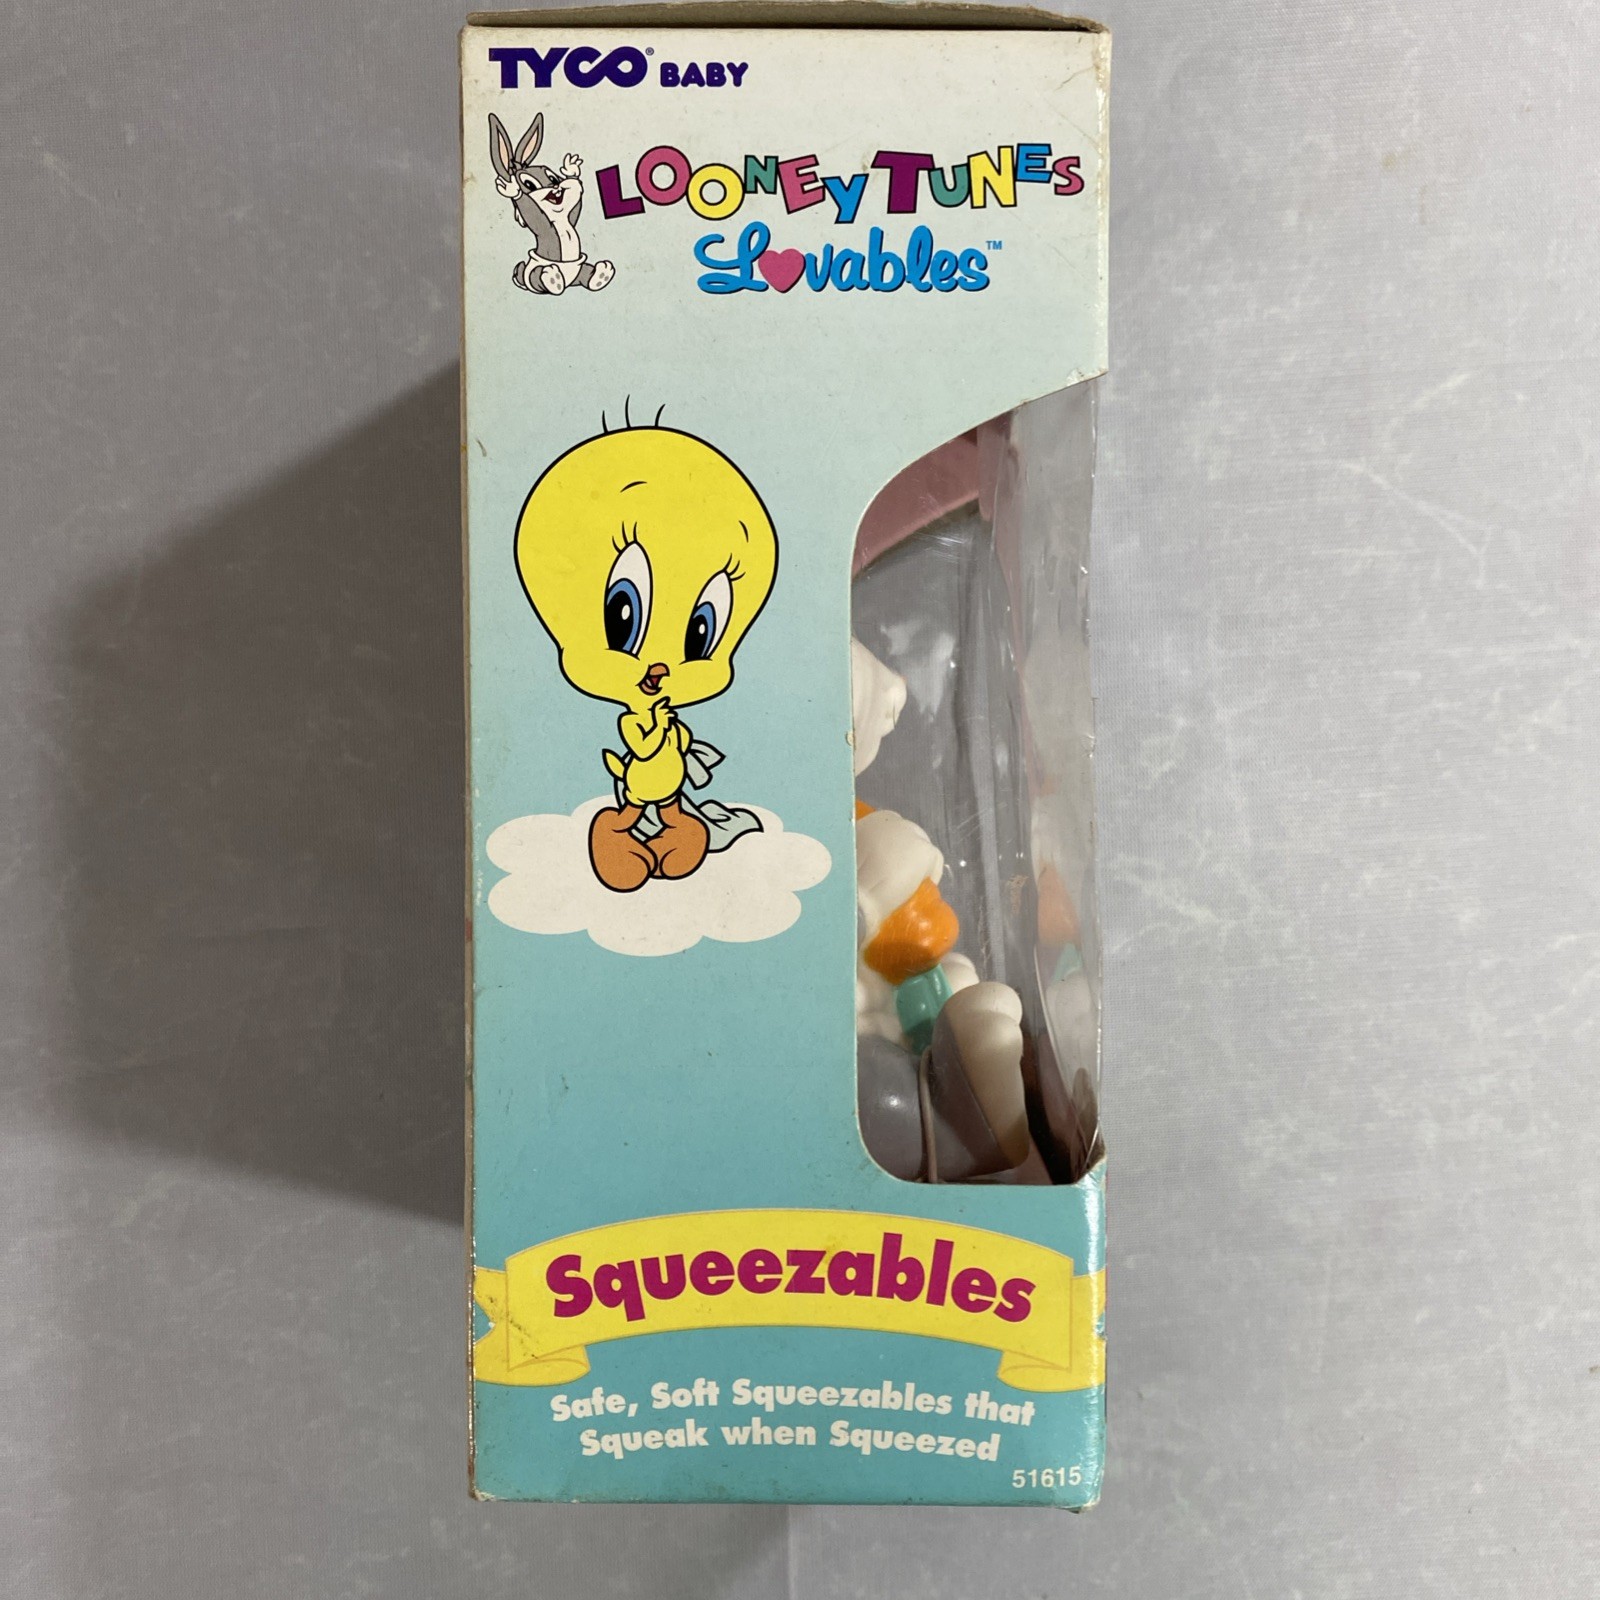 TYCO® BABY
LOONEY TUNES
Lovables™
Squeezables
Safe, Soft Squeezables that
Squeak when Squeezed
51615